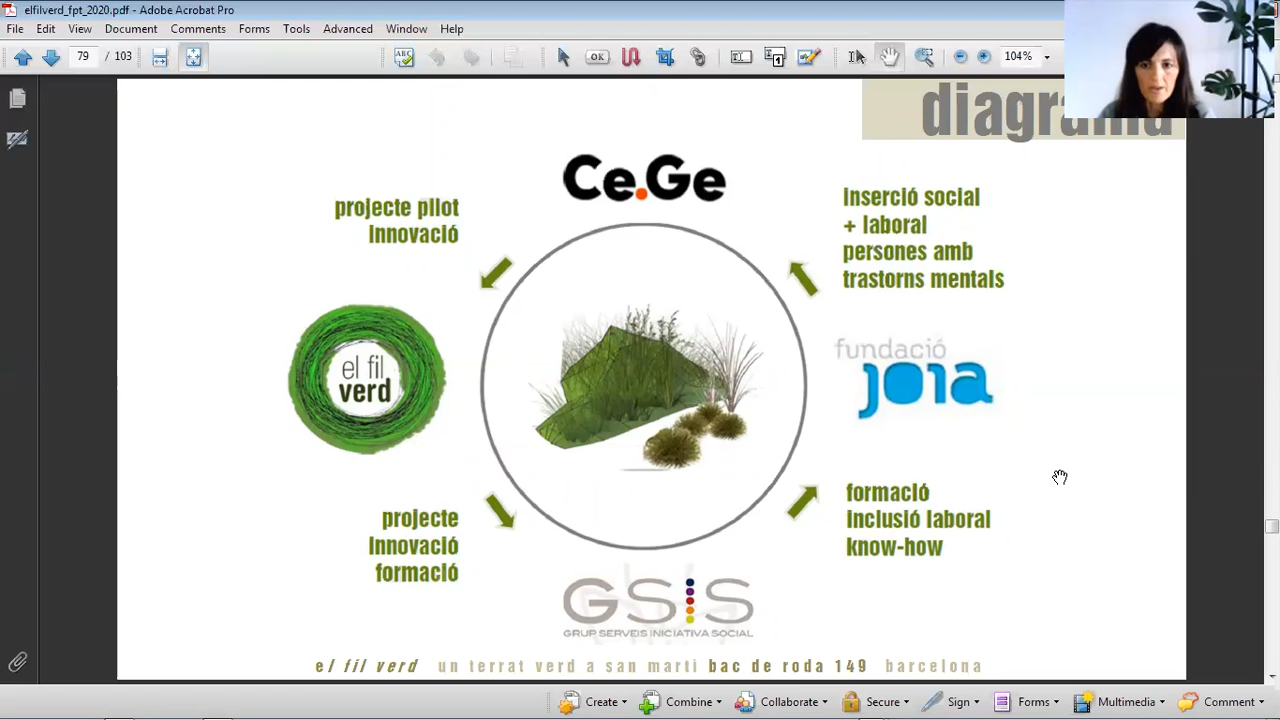 elfilverd_fpt_2020.pdf - Adobe Acrobat Pro
File Edit View Document Comments Forms Tools Advanced Window Help
79 / 103
ABC
OK
1
104%
diagrama
Ce.Ge
projecte pilot
innovació
inserció social
+ laboral
persones amb
trastorns mentals
el fil
verd
fundació
joia
projecte
innovació
formació
formació
inclusió laboral
know-how
GSIS
GRUP SERVEIS INICIATIVA SOCIAL
el fil verd un terrat verd a san martí bac de roda 149 barcelona
Create Combine Collaborate Secure Sign Forms Multimedia Comment